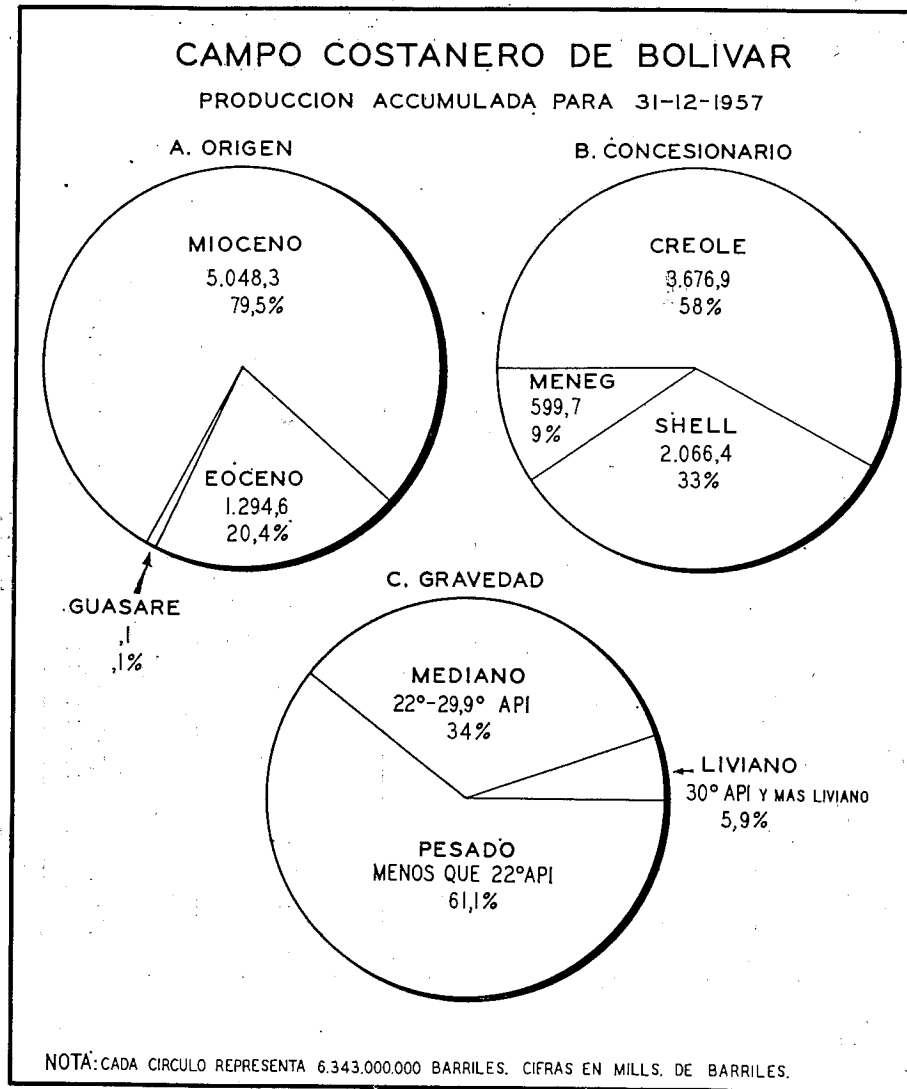 CAMPO COSTANERO DE BOLIVAR
PRODUCCION ACCUMULADA PARA 31-12-1957
A. ORIGEN
MIOCENO
5.048,3
79,5%
EOCENO
1.294,6
20,4%
GUASARE
,1
,1%
B. CONCESIONARIO
CREOLE
3.676,9
58%
MENEG
599,7
9%
SHELL
2.066,4
33%
C. GRAVEDAD
MEDIANO
22°-29,9° API
34%
LIVIANO
30° API Y MAS LIVIANO
5,9%
PESADO
MENOS QUE 22°API
61,1%
NOTA: CADA CIRCULO REPRESENTA 6.343.000.000 BARRILES. CIFRAS EN MILLS. DE BARRILES.